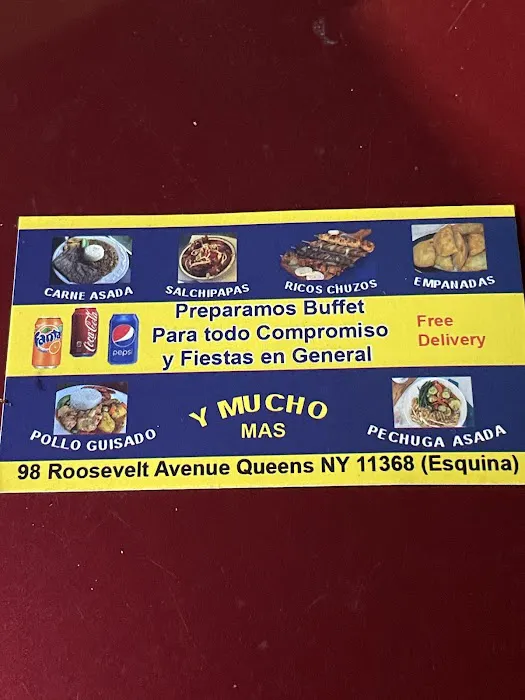 CARNE ASADA
SALCHIPAPAS
RICOS CHUZOS
EMPANADAS
Fanta
Coca-Cola
pepsi
Preparamos Buffet
Para todo Compromiso
y Fiestas en General
Free
Delivery
POLLO GUISADO
Y MUCHO
MAS
PECHUGA ASADA
98 Roosevelt Avenue Queens NY 11368 (Esquina)